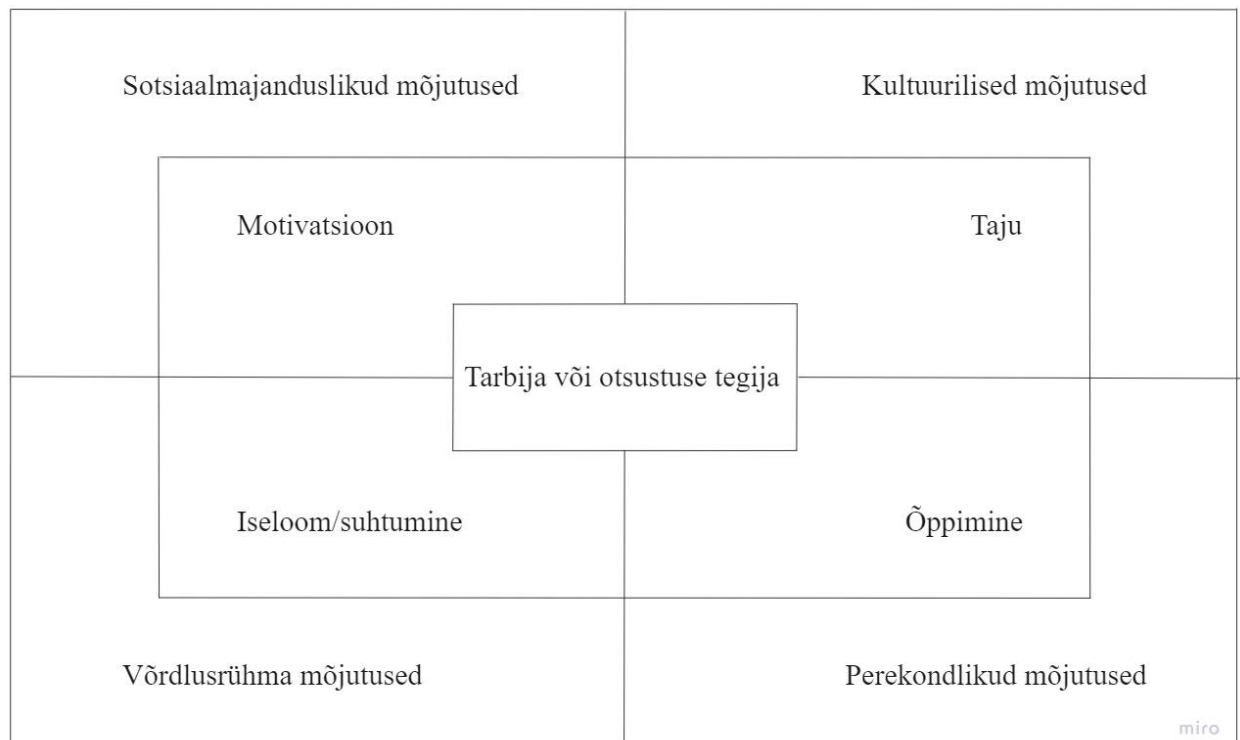 Sotsiaalmajanduslikud mõjutused
Kultuurilised mõjutused
Motivatsioon
Taju
Tarbija või otsustuse tegija
Iseloom/suhtumine
Õppimine
Võrdlusrühma mõjutused
Perekondlikud mõjutused
miro